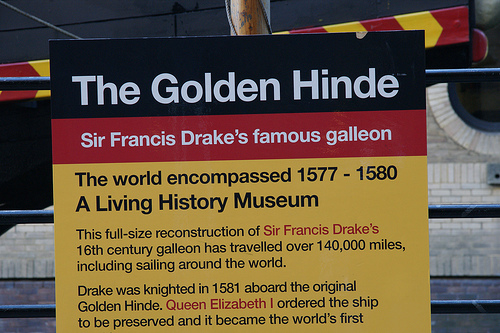 The Golden Hinde
Sir Francis Drake's famous galleon
The world encompassed 1577 - 1580
A Living History Museum
This full-size reconstruction of Sir Francis Drake's
16th century galleon has travelled over 140,000 miles,
including sailing around the world.
Drake was knighted in 1581 aboard the original
Golden Hinde. Queen Elizabeth I ordered the ship
to be preserved and it became the world's first